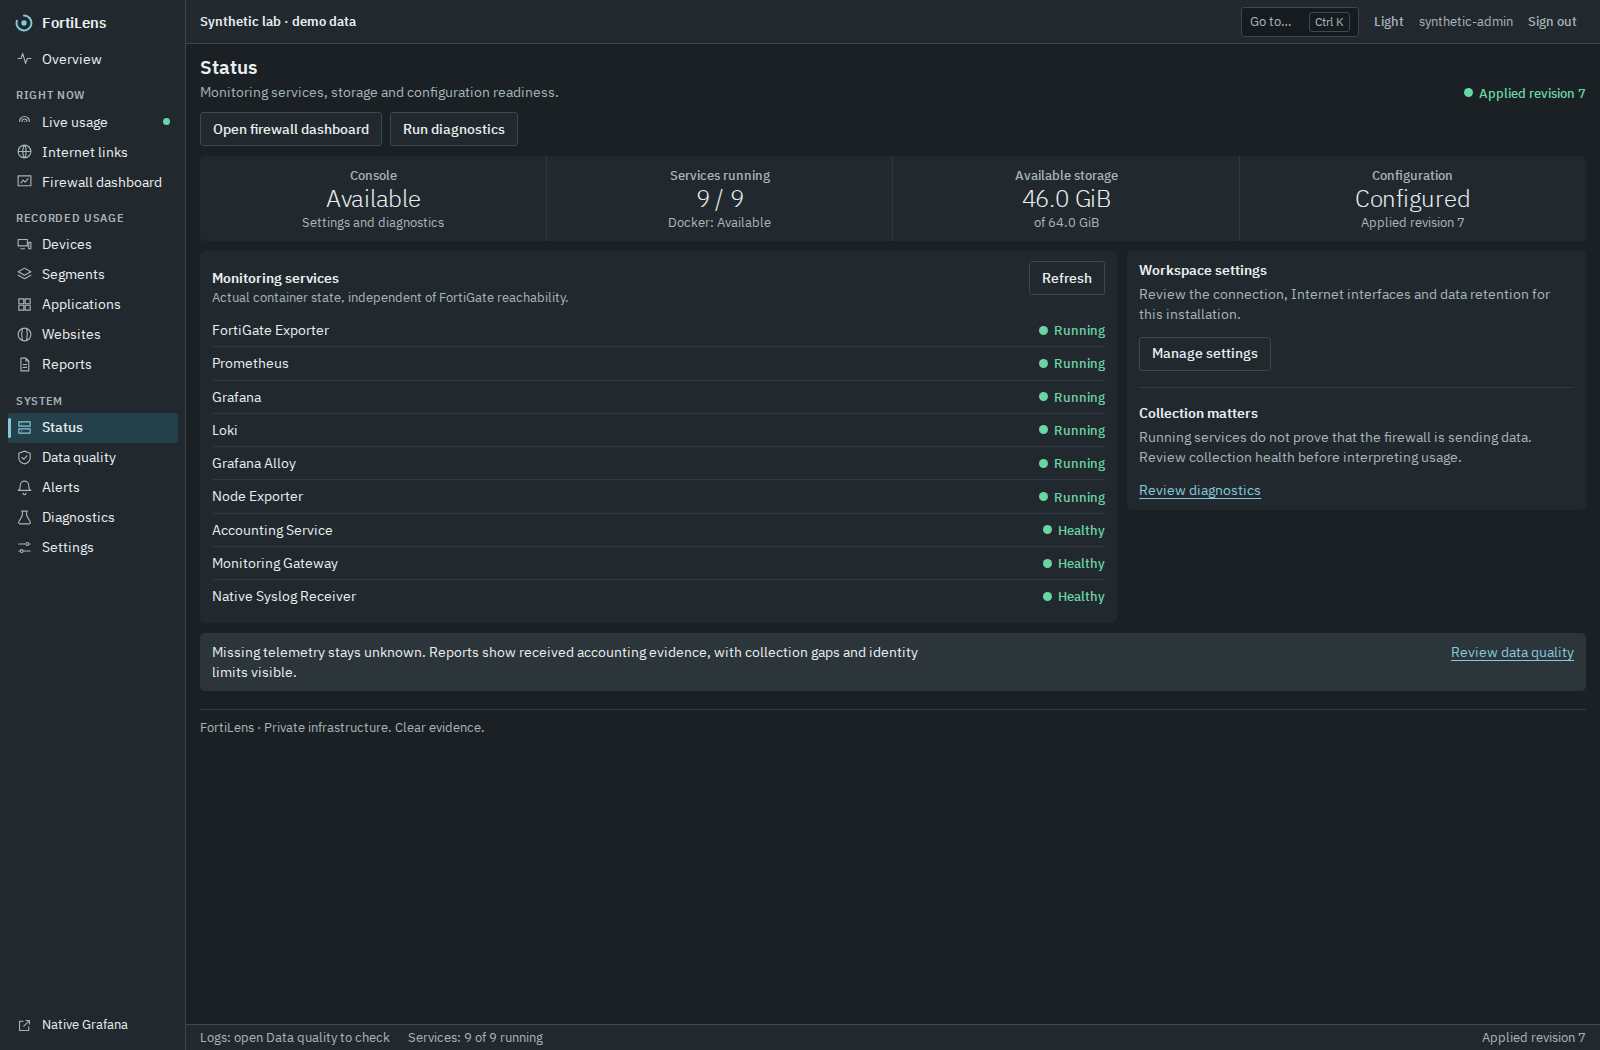 FortiLens
Overview
RIGHT NOW
Live usage
Internet links
Firewall dashboard
RECORDED USAGE
Devices
Segments
Applications
Websites
Reports
SYSTEM
Status
Data quality
Alerts
Diagnostics
Settings
Native Grafana
Synthetic lab · demo data
Go to...
Ctrl K
Light
synthetic-admin
Sign out
Status
Monitoring services, storage and configuration readiness.
Applied revision 7
Open firewall dashboard
Run diagnostics
Console
Available
Settings and diagnostics
Services running
9 / 9
Docker: Available
Available storage
46.0 GiB
of 64.0 GiB
Configuration
Configured
Applied revision 7
Monitoring services
Actual container state, independent of FortiGate reachability.
Refresh
FortiGate Exporter Running
Prometheus Running
Grafana Running
Loki Running
Grafana Alloy Running
Node Exporter Running
Accounting Service Healthy
Monitoring Gateway Healthy
Native Syslog Receiver Healthy
Workspace settings
Review the connection, Internet interfaces and data retention for
this installation.
Manage settings
Collection matters
Running services do not prove that the firewall is sending data.
Review collection health before interpreting usage.
Review diagnostics
Missing telemetry stays unknown. Reports show received accounting evidence, with collection gaps and identity
limits visible.
Review data quality
FortiLens · Private infrastructure. Clear evidence.
Logs: open Data quality to check
Services: 9 of 9 running
Applied revision 7